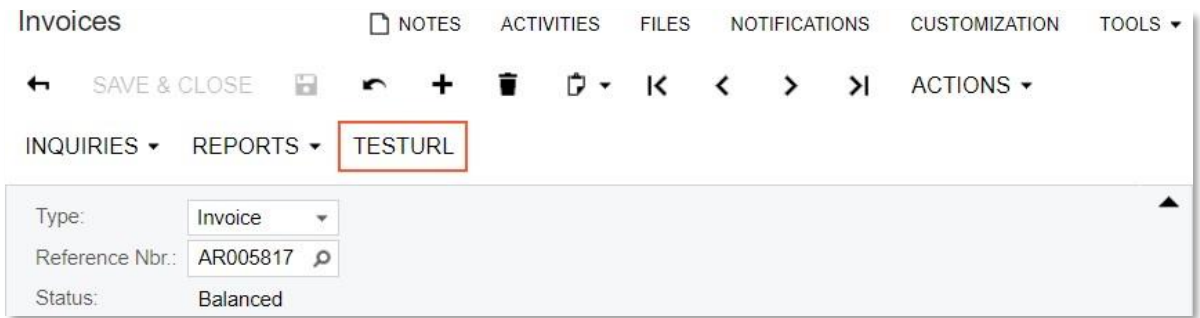 Invoices NOTES ACTIVITIES FILES NOTIFICATIONS CUSTOMIZATION TOOLS
SAVE & CLOSE ACTIONS
INQUIRIES REPORTS TESTURL
Type: Invoice
Reference Nbr.: AR005817
Status: Balanced